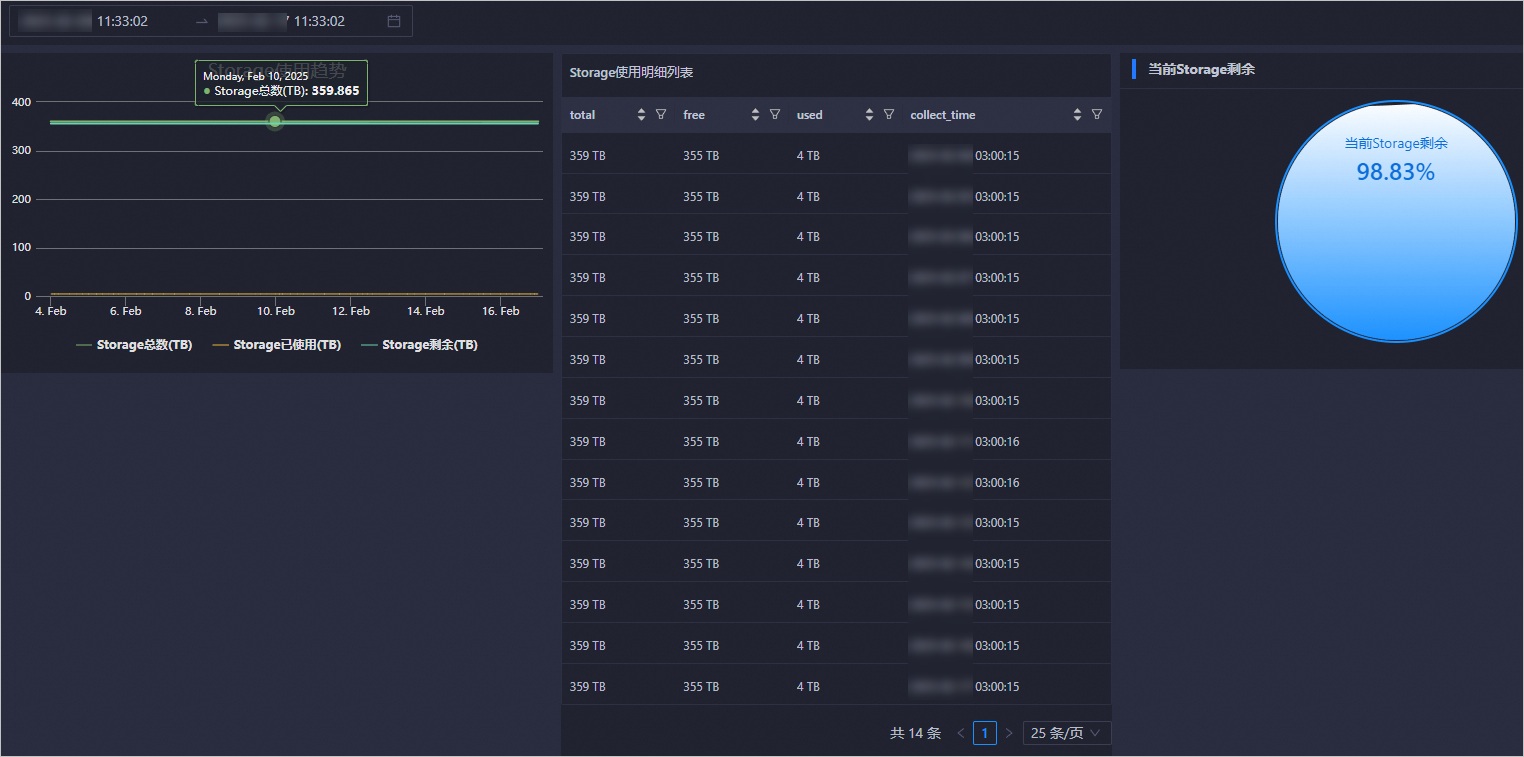 11:33:02 → 11:33:02
Storage使用趋势
Monday, Feb 10, 2025
Storage总数(TB): 359.865
400
300
200
100
0
4. Feb 6. Feb 8. Feb 10. Feb 12. Feb 14. Feb 16. Feb
Storage总数(TB) Storage已使用(TB) Storage剩余(TB)
Storage使用明细列表
total free used collect_time
359 TB 355 TB 4 TB 03:00:15
359 TB 355 TB 4 TB 03:00:15
359 TB 355 TB 4 TB 03:00:15
359 TB 355 TB 4 TB 03:00:15
359 TB 355 TB 4 TB 03:00:15
359 TB 355 TB 4 TB 03:00:15
359 TB 355 TB 4 TB 03:00:15
359 TB 355 TB 4 TB 03:00:16
359 TB 355 TB 4 TB 03:00:16
359 TB 355 TB 4 TB 03:00:15
359 TB 355 TB 4 TB 03:00:15
359 TB 355 TB 4 TB 03:00:15
359 TB 355 TB 4 TB 03:00:15
359 TB 355 TB 4 TB 03:00:15
共 14 条 < 1 > 25 条/页
当前Storage剩余
当前Storage剩余
98.83%